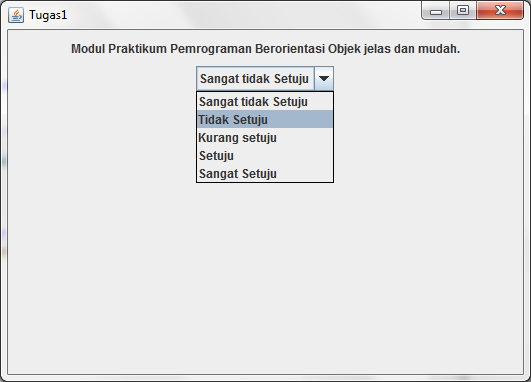 Tugas1
Modul Praktikum Pemrograman Berorientasi Objek jelas dan mudah.
Sangat tidak Setuju
Sangat tidak Setuju
Tidak Setuju
Kurang setuju
Setuju
Sangat Setuju